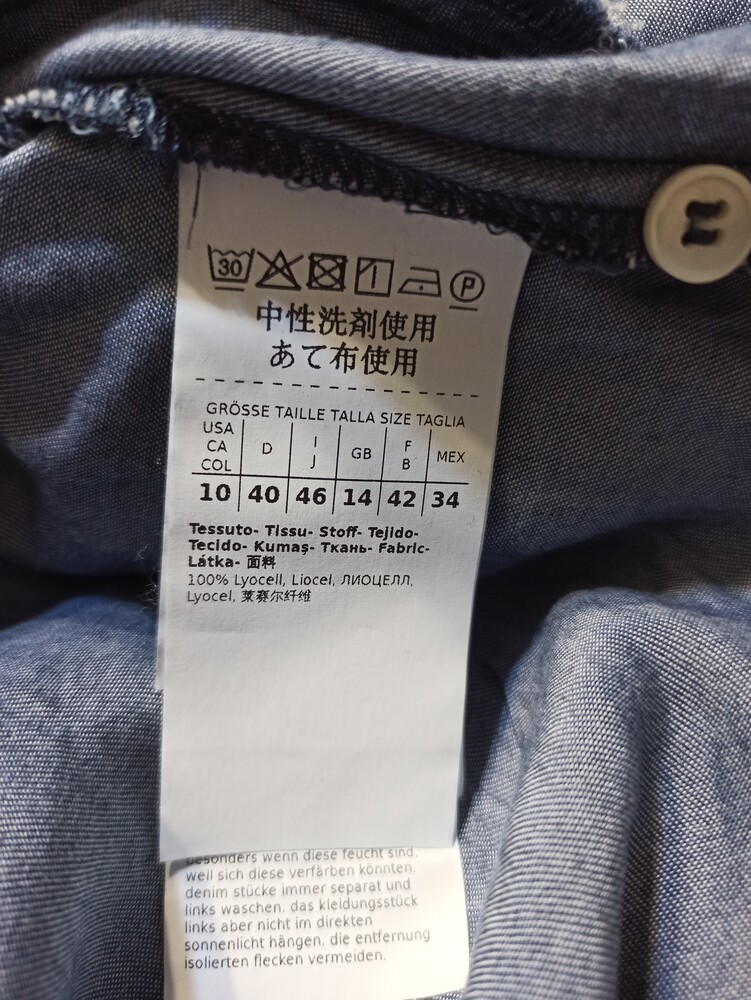 30
P
中性洗剤使用
あて布使用
GRÖSSE TAILLE TALLA SIZE TAGLIA
USA CA COL D I J GB F B MEX
10 40 46 14 42 34
Tessuto- Tissu- Stoff- Tejido-
Tecido- Kumaş- Ткань- Fabric-
Látka- 面料
100% Lyocell, Liocel, ЛИОЦЕЛЛ,
Lyocel, 莱赛尔纤维
besonders wenn diese feucht sind.
weil sich diese verfärben könnten.
denim stücke immer separat und
links waschen. das kleidungsstück
links aber nicht im direkten
sonnenlicht hängen. die entfernung
isolierten flecken vermeiden.